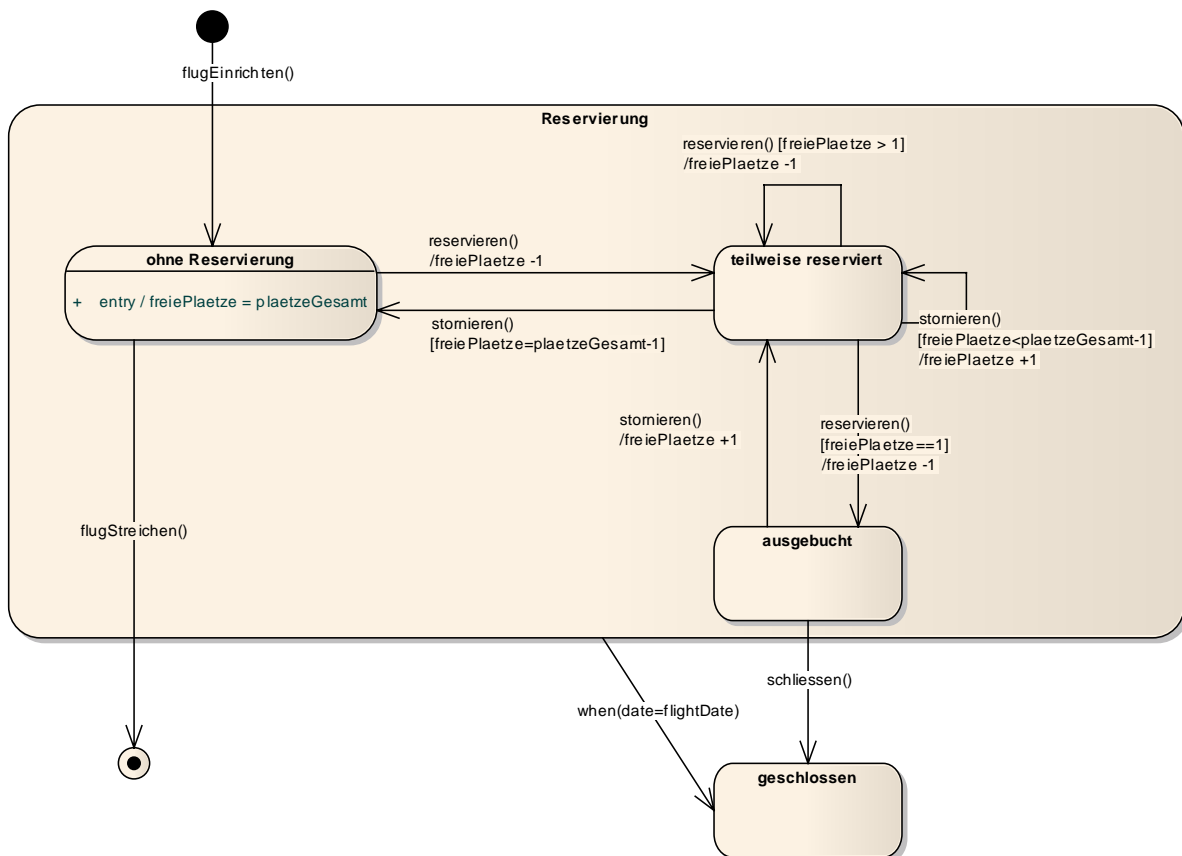 flugEinrichten()
Reservierung
reservieren() [freiePlaetze > 1]
/freiePlaetze -1
ohne Reservierung
+ entry / freiePlaetze = plaetzeGesamt
reservieren()
/freiePlaetze -1
teilweise reserviert
stornieren()
[freiePlaetze=plaetzeGesamt-1]
stornieren()
[freiePlaetze<plaetzeGesamt-1]
/freiePlaetze +1
stornieren()
/freiePlaetze +1
reservieren()
[freiePlaetze==1]
/freiePlaetze -1
flugStreichen()
ausgebucht
schliessen()
when(date=flightDate)
geschlossen